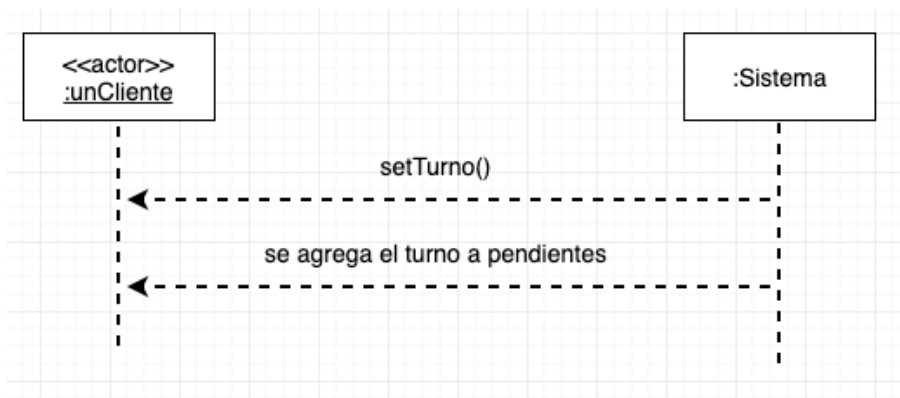 <<actor>>
:unCliente
:Sistema
setTurno()
se agrega el turno a pendientes